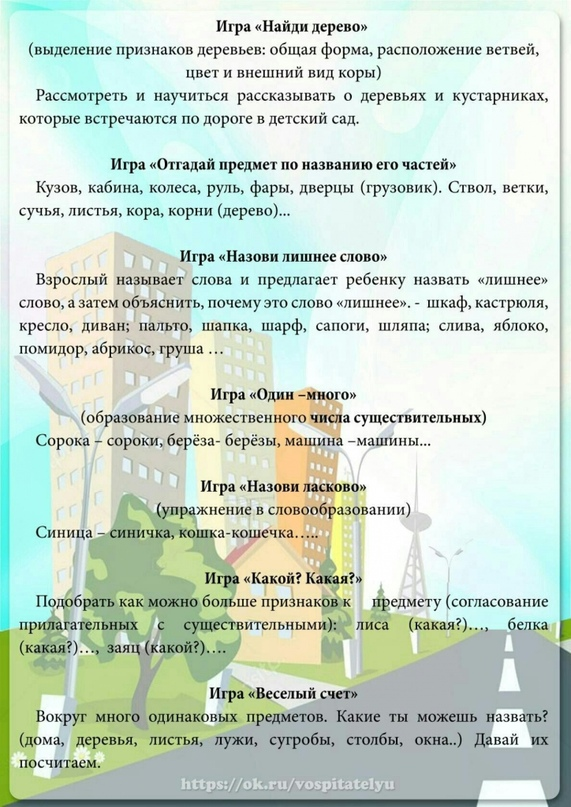 Игра «Найди дерево»
(выделение признаков деревьев: общая форма, расположение ветвей,
цвет и внешний вид коры)
Рассмотреть и научиться рассказывать о деревьях и кустарниках,
которые встречаются по дороге в детский сад.
Игра «Отгадай предмет по названию его частей»
Кузов, кабина, колеса, руль, фары, дверцы (грузовик). Ствол, ветки,
сучья, листья, кора, корни (дерево)...
Игра «Назови лишнее слово»
Взрослый называет слова и предлагает ребенку назвать «лишнее»
слово, а затем объяснить, почему это слово «лишнее». - шкаф, кастрюля,
кресло, диван; пальто, шапка, шарф, сапоги, шляпа; слива, яблоко,
помидор, абрикос, груша …
Игра «Один –много»
(образование множественного числа существительных)
Сорока – сороки, берёза- берёзы, машина –машины...
Игра «Назови ласково»
(упражнение в словообразовании)
Синица – синичка, кошка-кошечка…..
Игра «Какой? Какая?»
Подобрать как можно больше признаков к предмету (согласование
прилагательных с существительными): лиса (какая?)…, белка
(какая?)…, заяц (какой?)….
Игра «Веселый счет»
Вокруг много одинаковых предметов. Какие ты можешь назвать?
(дома, деревья, листья, лужи, сугробы, столбы, окна..) Давай их
посчитаем.
https://ok.ru/vospitatelyu